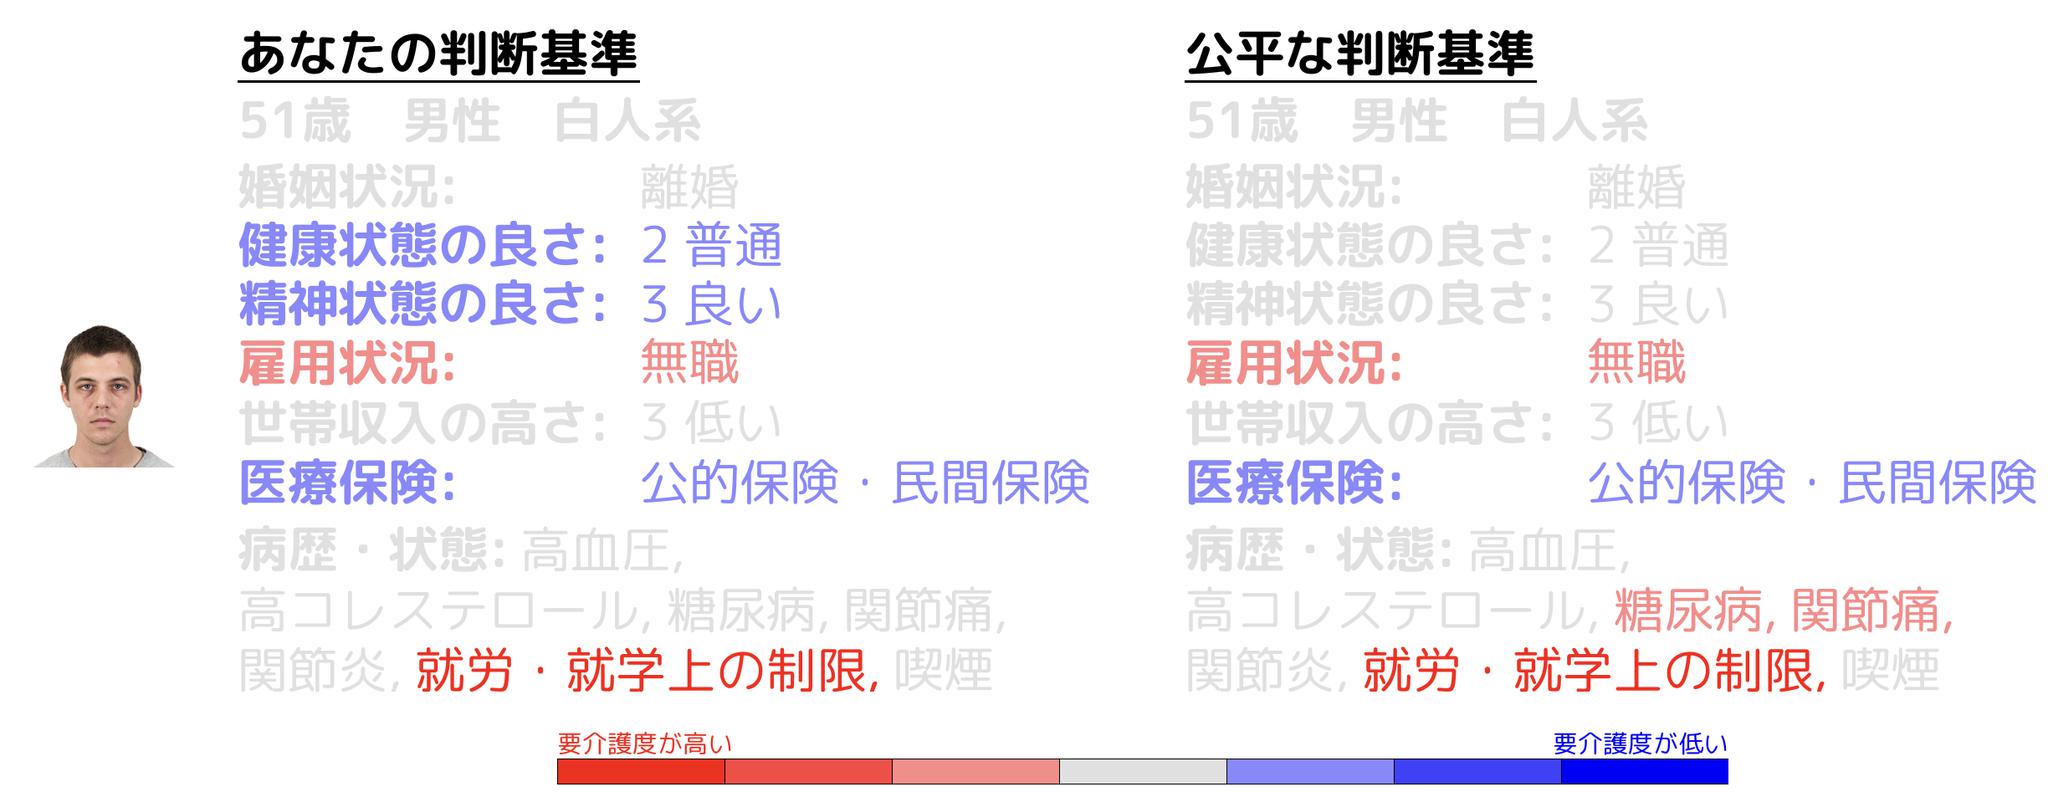 あなたの判断基準
51歳　男性　白人系
婚姻状況: 離婚
健康状態の良さ: 2 普通
精神状態の良さ: 3 良い
雇用状況: 無職
世帯収入の高さ: 3 低い
医療保険: 公的保険・民間保険
病歴・状態: 高血圧,
高コレステロール, 糖尿病, 関節痛,
関節炎, 就労・就学上の制限, 喫煙
公平な判断基準
51歳　男性　白人系
婚姻状況: 離婚
健康状態の良さ: 2 普通
精神状態の良さ: 3 良い
雇用状況: 無職
世帯収入の高さ: 3 低い
医療保険: 公的保険・民間保険
病歴・状態: 高血圧,
高コレステロール, 糖尿病, 関節痛,
関節炎, 就労・就学上の制限, 喫煙
要介護度が高い
要介護度が低い